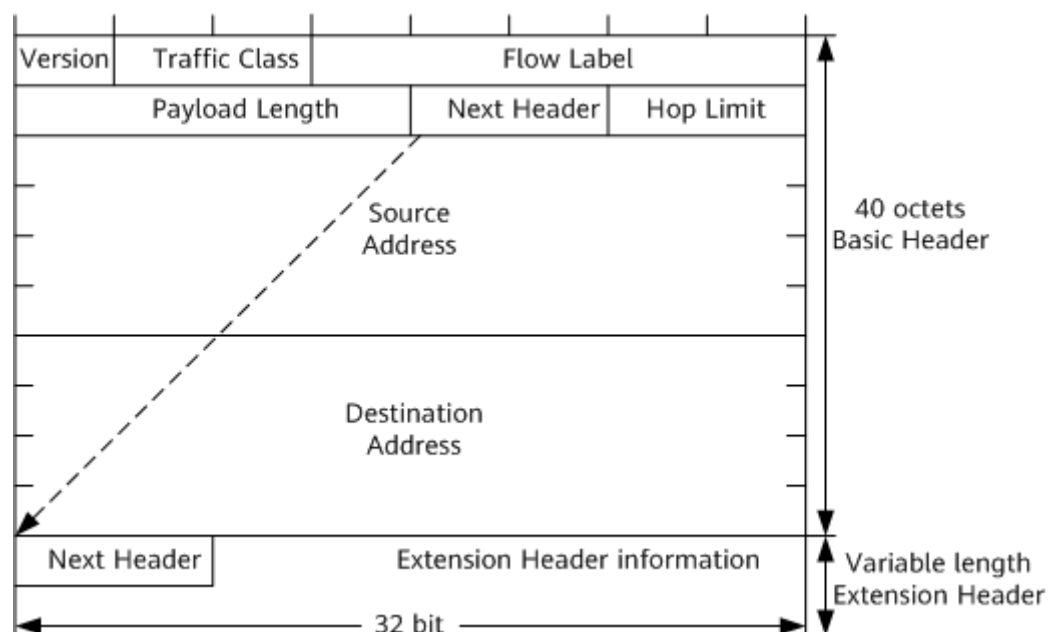 Version Traffic Class Flow Label
Payload Length Next Header Hop Limit
Source
Address
40 octets
Basic Header
Destination
Address
Next Header Extension Header information
Variable length
Extension Header
32 bit